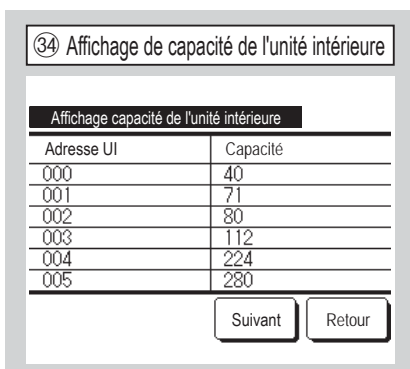 ㉞ Affichage de capacité de l'unité intérieure
Affichage capacité de l'unité intérieure
Adresse UI Capacité
000 40
001 71
002 80
003 112
004 224
005 280
Suivant Retour